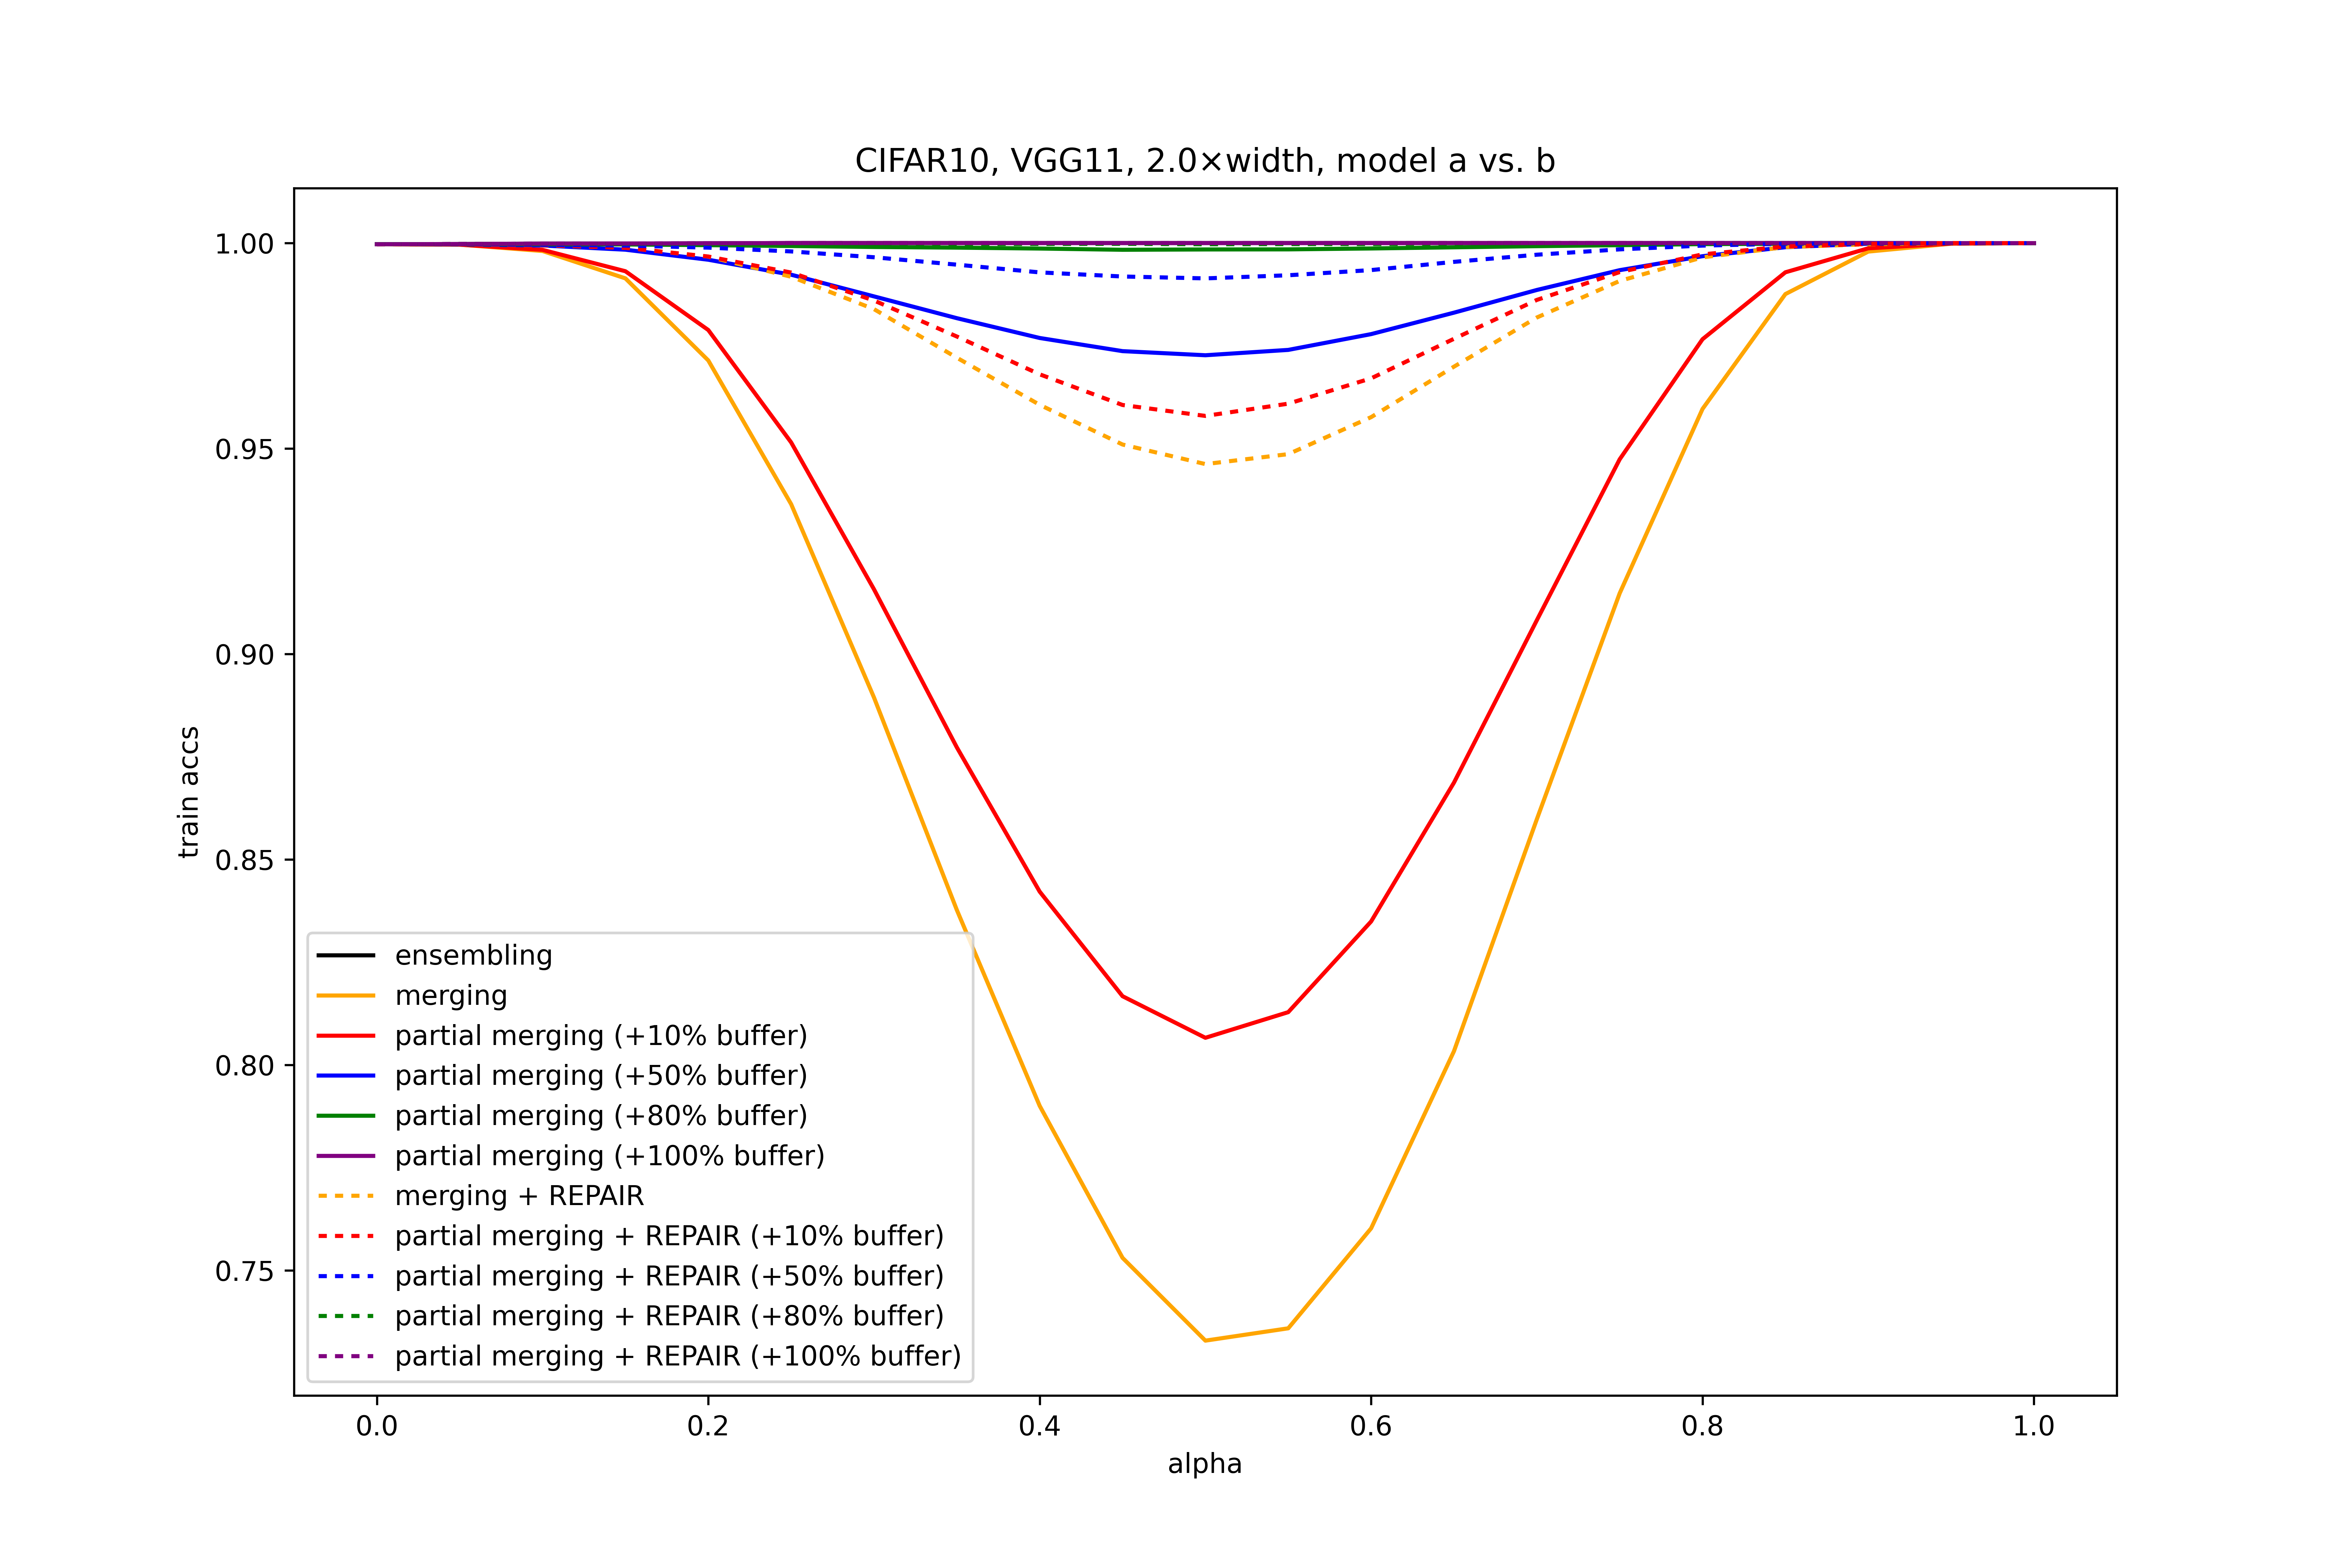 CIFAR10, VGG11, 2.0×width, model a vs. b
1.00
0.95
0.90
0.85
0.80
0.75
train accs
ensembling
merging
partial merging (+10% buffer)
partial merging (+50% buffer)
partial merging (+80% buffer)
partial merging (+100% buffer)
merging + REPAIR
partial merging + REPAIR (+10% buffer)
partial merging + REPAIR (+50% buffer)
partial merging + REPAIR (+80% buffer)
partial merging + REPAIR (+100% buffer)
0.0 0.2 0.4 0.6 0.8 1.0
alpha